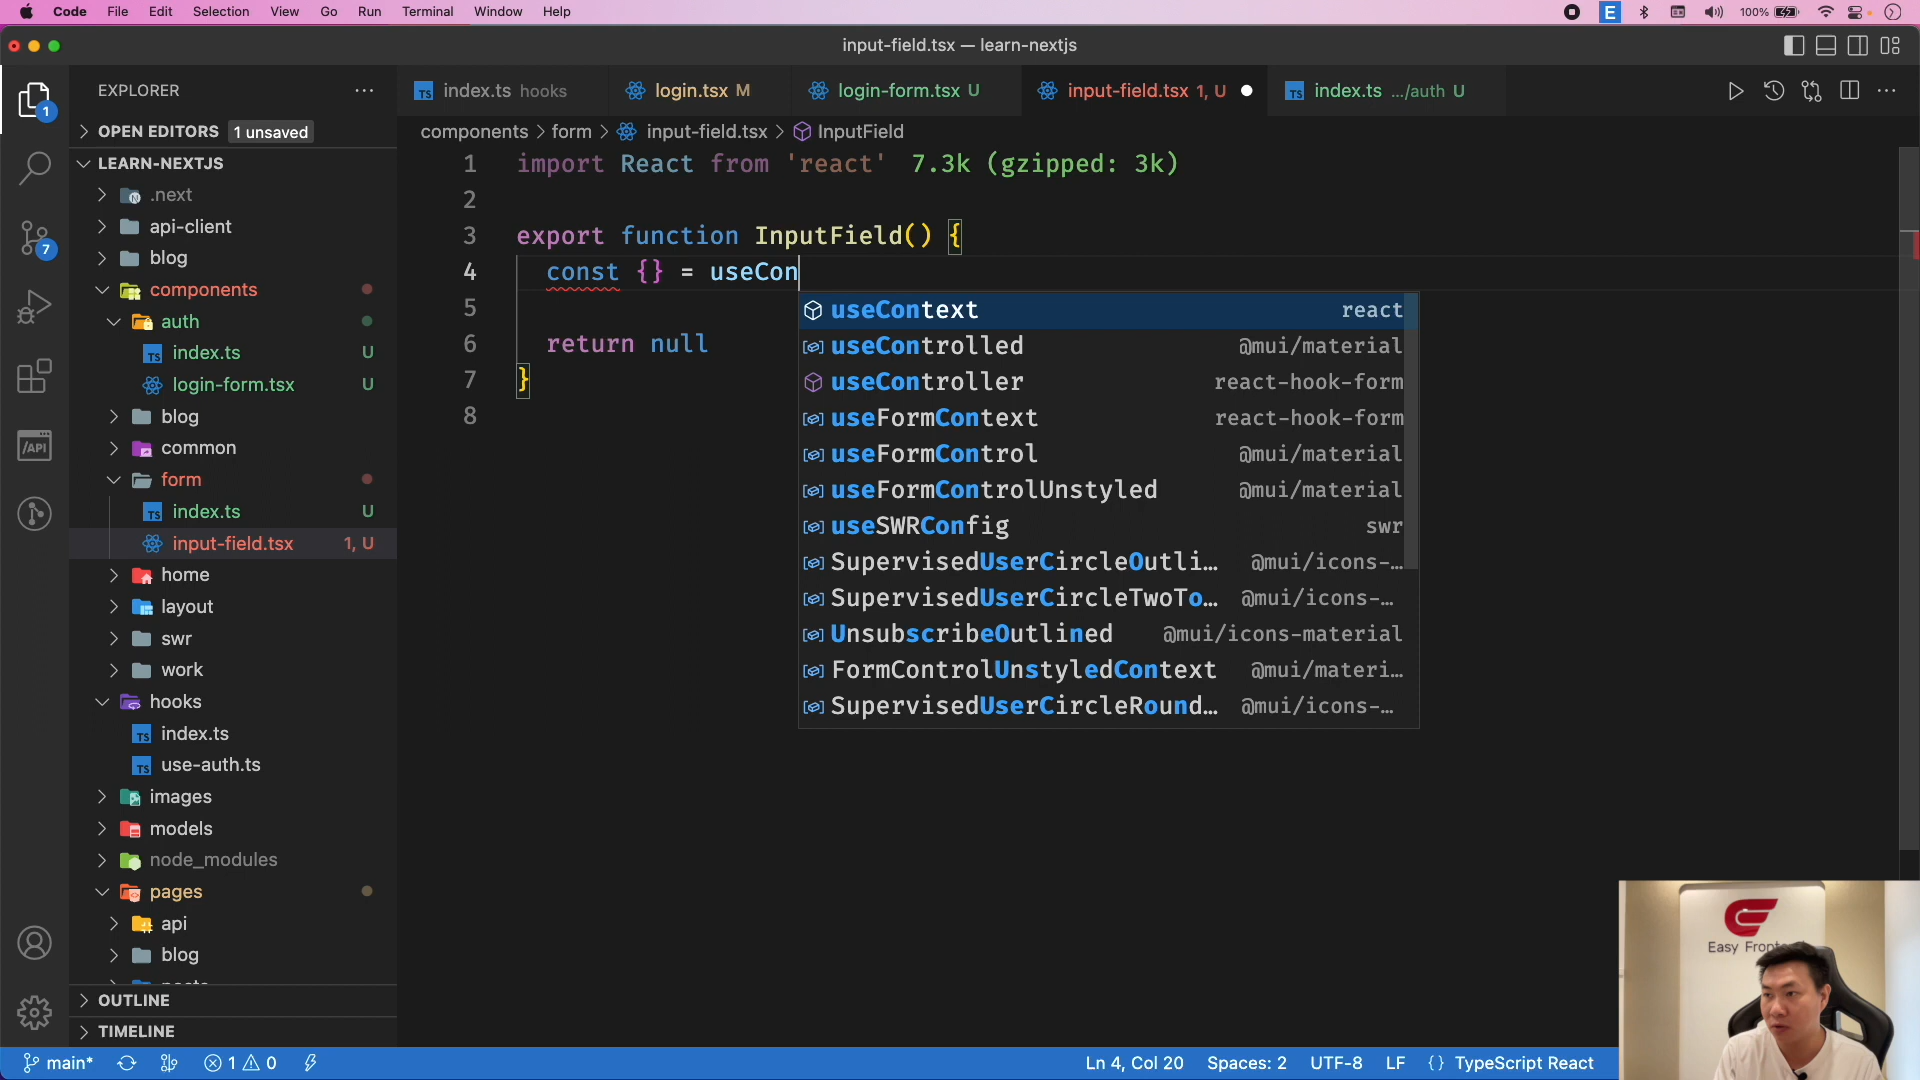 Code File Edit Selection View Go Run Terminal Window Help
E 100%
input-field.tsx — learn-nextjs
EXPLORER
index.ts hooks
login.tsx M
login-form.tsx U
input-field.tsx 1, U
index.ts .../auth U
OPEN EDITORS 1 unsaved
components > form > input-field.tsx > InputField
LEARN-NEXTJS
.next
api-client
blog
components
auth
index.ts U
login-form.tsx U
blog
common
form
index.ts U
input-field.tsx 1, U
home
layout
swr
work
hooks
index.ts
use-auth.ts
images
models
node_modules
pages
api
blog
OUTLINE
TIMELINE
1
7
/API
1 import React from 'react' 7.3k (gzipped: 3k)
2
3 export function InputField() {
4 const {} = useCon
5
6 return null
7 }
8
useContext react
useControlled @mui/material
useController react-hook-form
useFormContext react-hook-form
useFormControl @mui/material
useFormControlUnstyled @mui/material
useSWRConfig swr
SupervisedUserCircleOutli… @mui/icons-…
SupervisedUserCircleTwoTo… @mui/icons-…
UnsubscribeOutlined @mui/icons-material
FormControlUnstyledContext @mui/materi…
SupervisedUserCircleRound… @mui/icons-…
Easy
main* 1 0
Ln 4, Col 20 Spaces: 2 UTF-8 LF {} TypeScript React